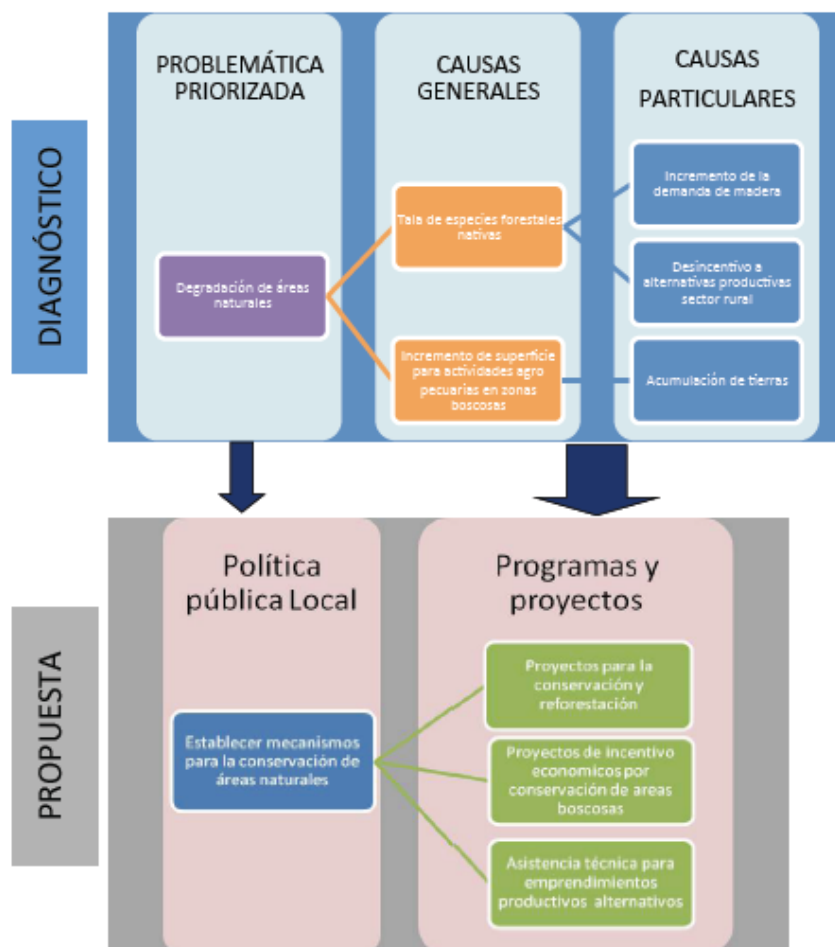 DIAGNÓSTICO
PROBLEMÁTICA
PRIORIZADA
Degradación de áreas
naturales
CAUSAS
GENERALES
Tala de especies forestales
nativas
Incremento de superficie
para actividades agro
pecuarias en zonas
boscosas
CAUSAS
PARTICULARES
Incremento de la
demanda de madera
Desincentivo a
alternativas productivas
sector rural
Acumulación de tierras
PROPUESTA
Política
pública Local
Establecer mecanismos
para la conservación de
áreas naturales
Programas y
proyectos
Proyectos para la
conservación y
reforestación
Proyectos de incentivo
economicos por
conservación de areas
boscosas
Asistencia técnica para
emprendimientos
productivos alternativos